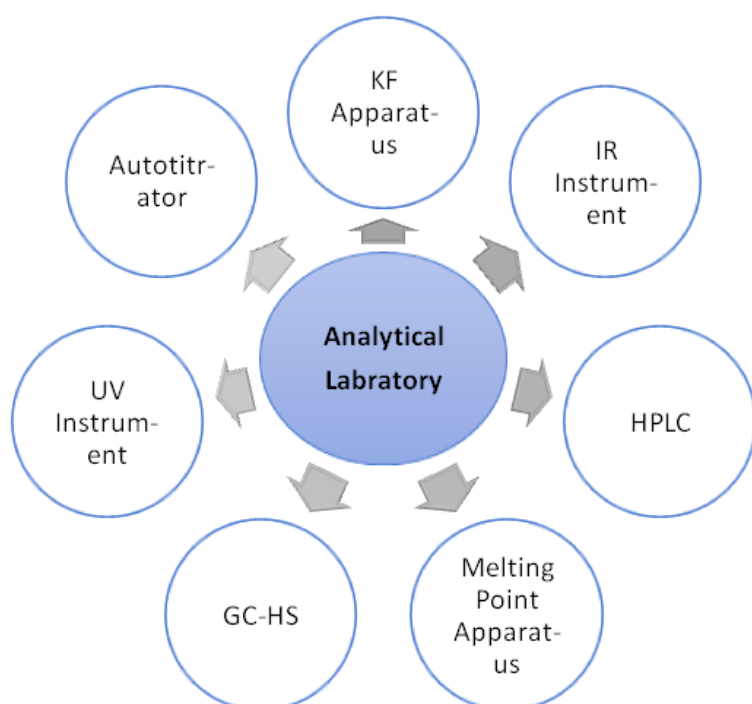 KF
Apparat-
us
IR
Instrum-
ent
Autotitr-
ator
Analytical
Labratory
HPLC
UV
Instrum-
ent
Melting
Point
Apparat-
us
GC-HS